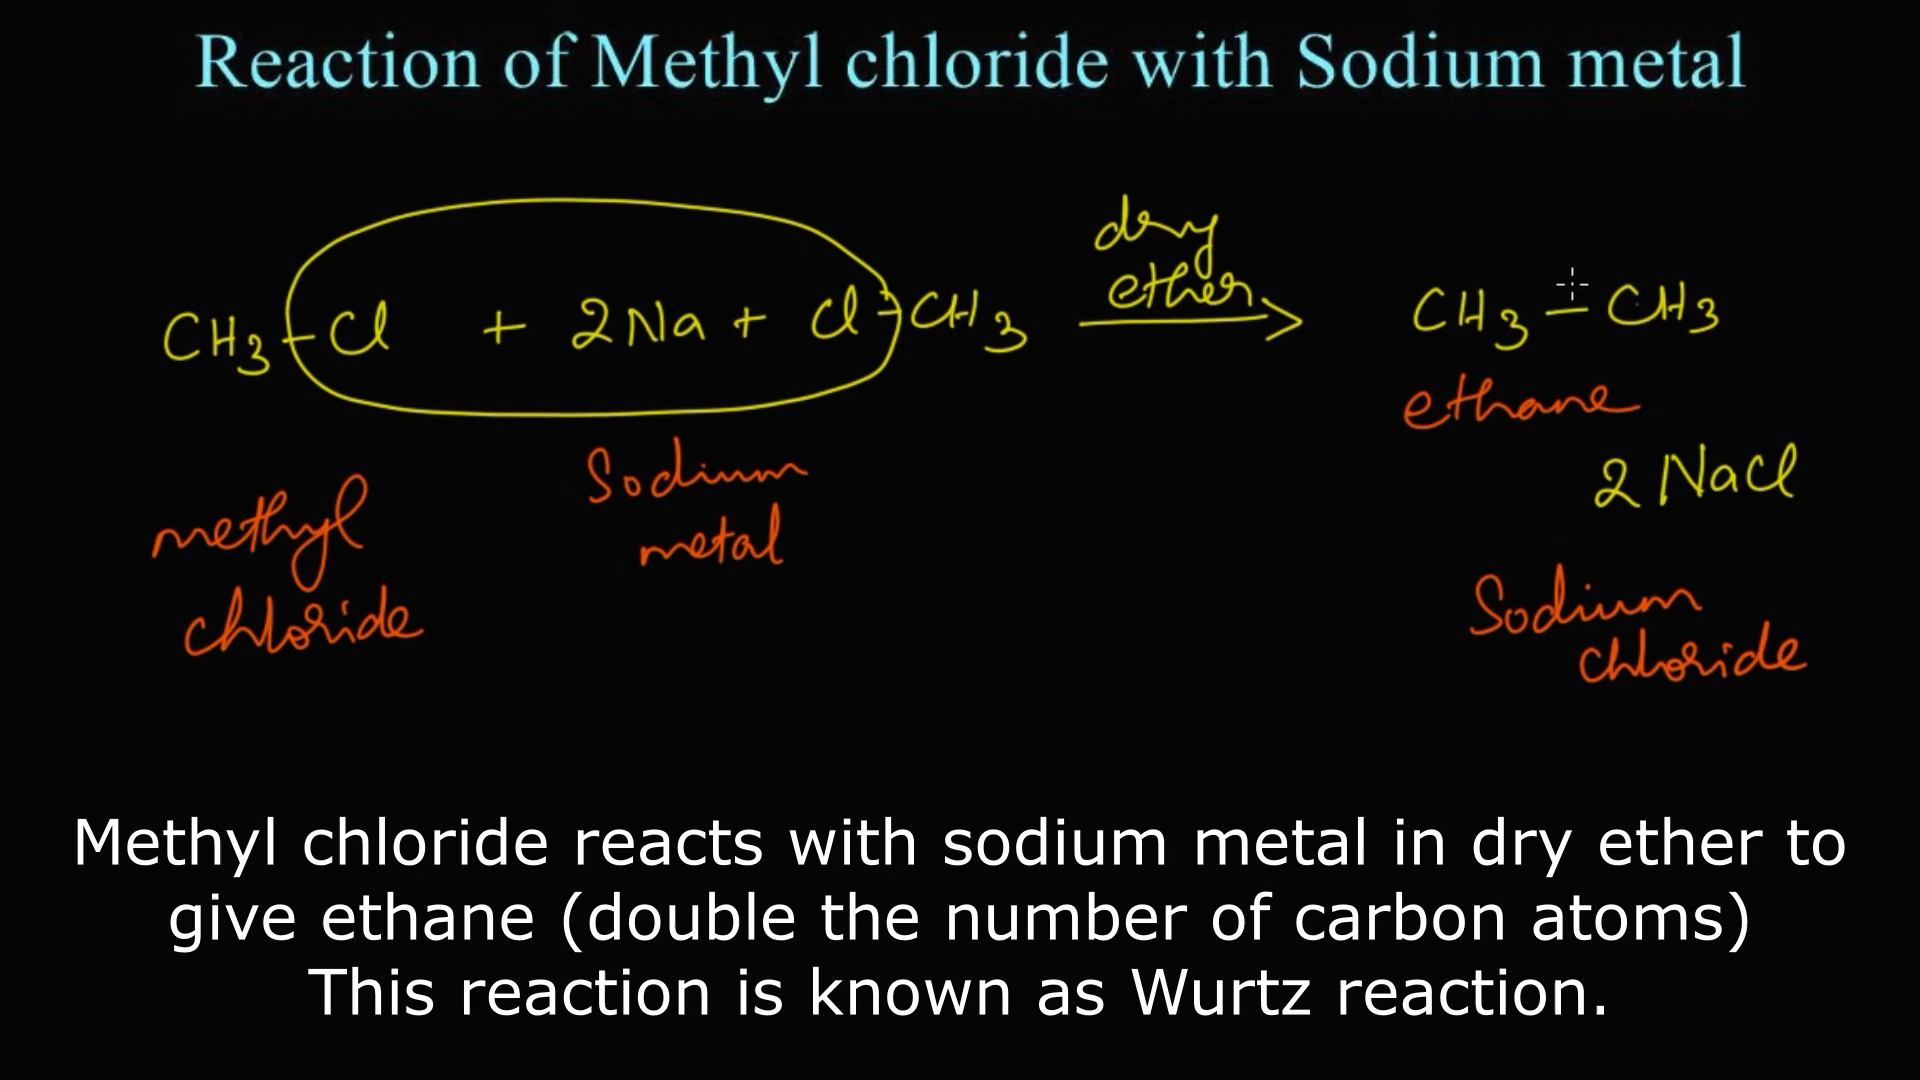 Reaction of Methyl chloride with Sodium metal
dry
ether
CH3-Cl + 2Na + Cl-CH3 CH3-CH3
ethane
Sodium
metal
2 NaCl
methyl
chloride
Sodium
chloride
Methyl chloride reacts with sodium metal in dry ether to
give ethane (double the number of carbon atoms)
This reaction is known as Wurtz reaction.